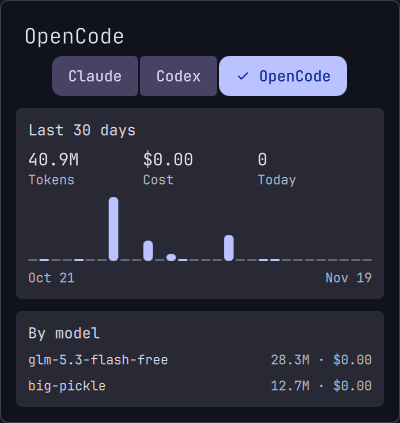 OpenCode
Claude Codex ✓ OpenCode
Last 30 days
40.9M $0.00 0
Tokens Cost Today
Oct 21 Nov 19
By model
glm-5.3-flash-free 28.3M · $0.00
big-pickle 12.7M · $0.00